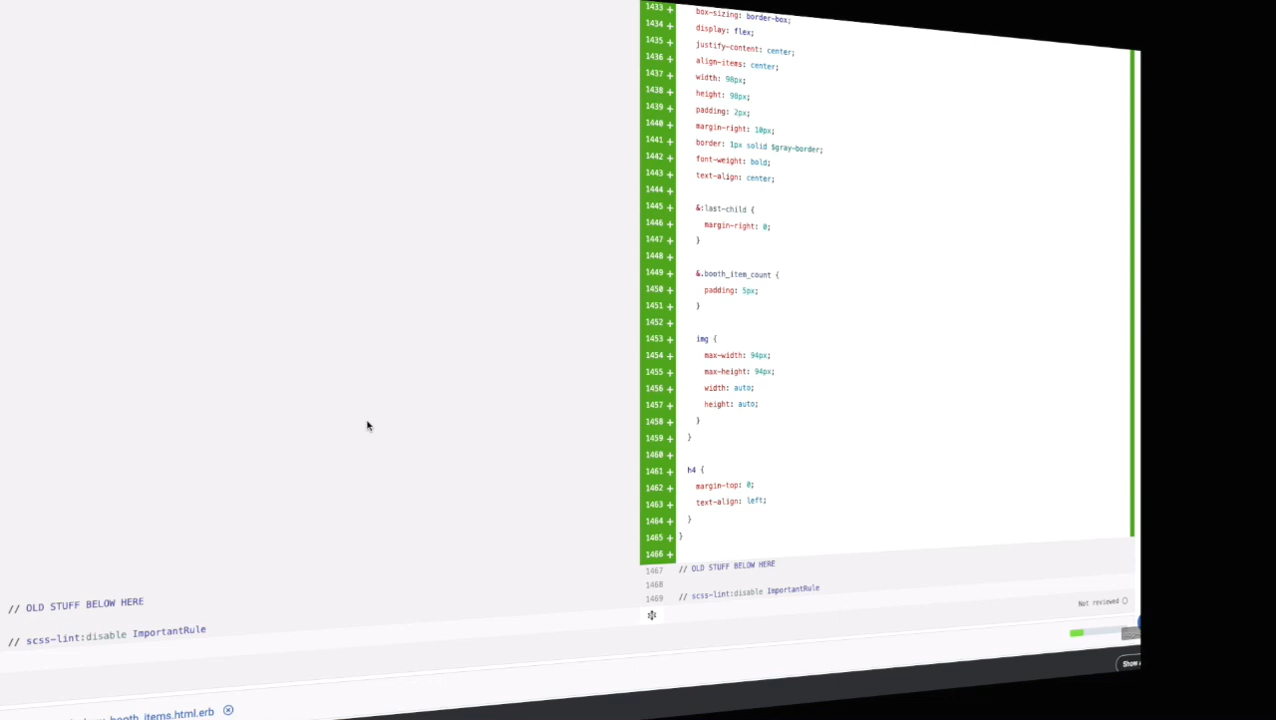 1433 + box-sizing: border-box;
1434 + display: flex;
1435 + justify-content: center;
1436 + align-items: center;
1437 + width: 98px;
1438 + height: 98px;
1439 + padding: 2px;
1440 + margin-right: 10px;
1441 + border: 1px solid $gray-border;
1442 + font-weight: bold;
1443 + text-align: center;
1444 +
1445 + &:last-child {
1446 + margin-right: 0;
1447 + }
1448 +
1449 + &.booth_item_count {
1450 + padding: 5px;
1451 + }
1452 +
1453 + img {
1454 + max-width: 94px;
1455 + max-height: 94px;
1456 + width: auto;
1457 + height: auto;
1458 + }
1459 + }
1460 +
1461 + h4 {
1462 + margin-top: 0;
1463 + text-align: left;
1464 + }
1465 + }
1466 +
// OLD STUFF BELOW HERE
1467 // OLD STUFF BELOW HERE
1468
// scss-lint:disable ImportantRule
1469 // scss-lint:disable ImportantRule
Not reviewed
Show
booth_items.html.erb